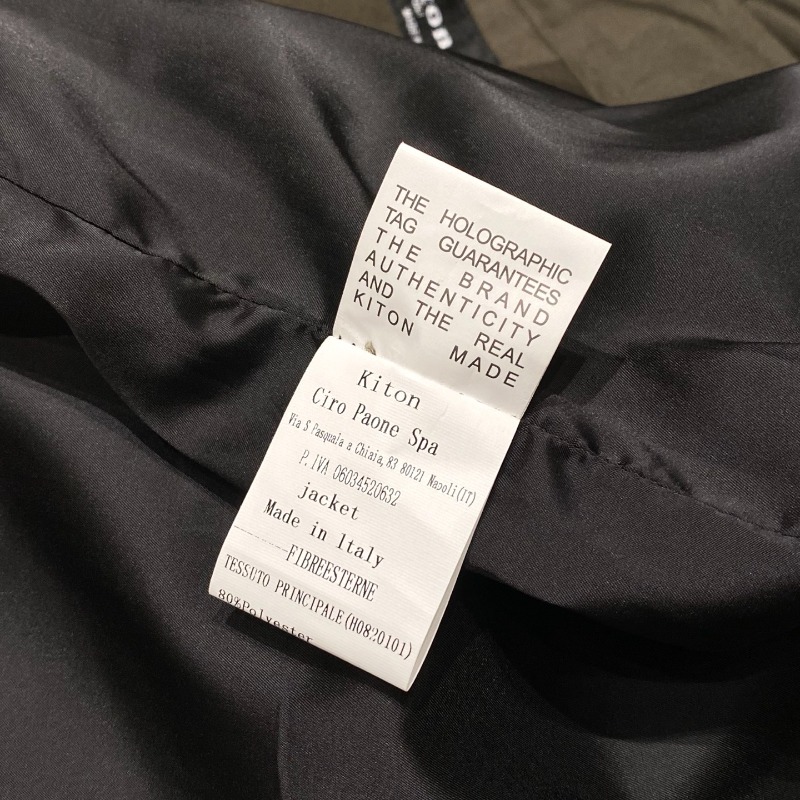 THE HOLOGRAPHIC
TAG GUARANTEES
THE BRAND
AUTHENTICITY
AND THE REAL
KITON MADE
Kiton
Ciro Paone Spa
Via S Pasquala a Chiaia, 83 80121 Napoli(IT)
P. IVA 06034520632
jacket
Made in Italy
FIBREESTERNE
TESSUTO PRINCIPALE(H0820101)
80%Polyester